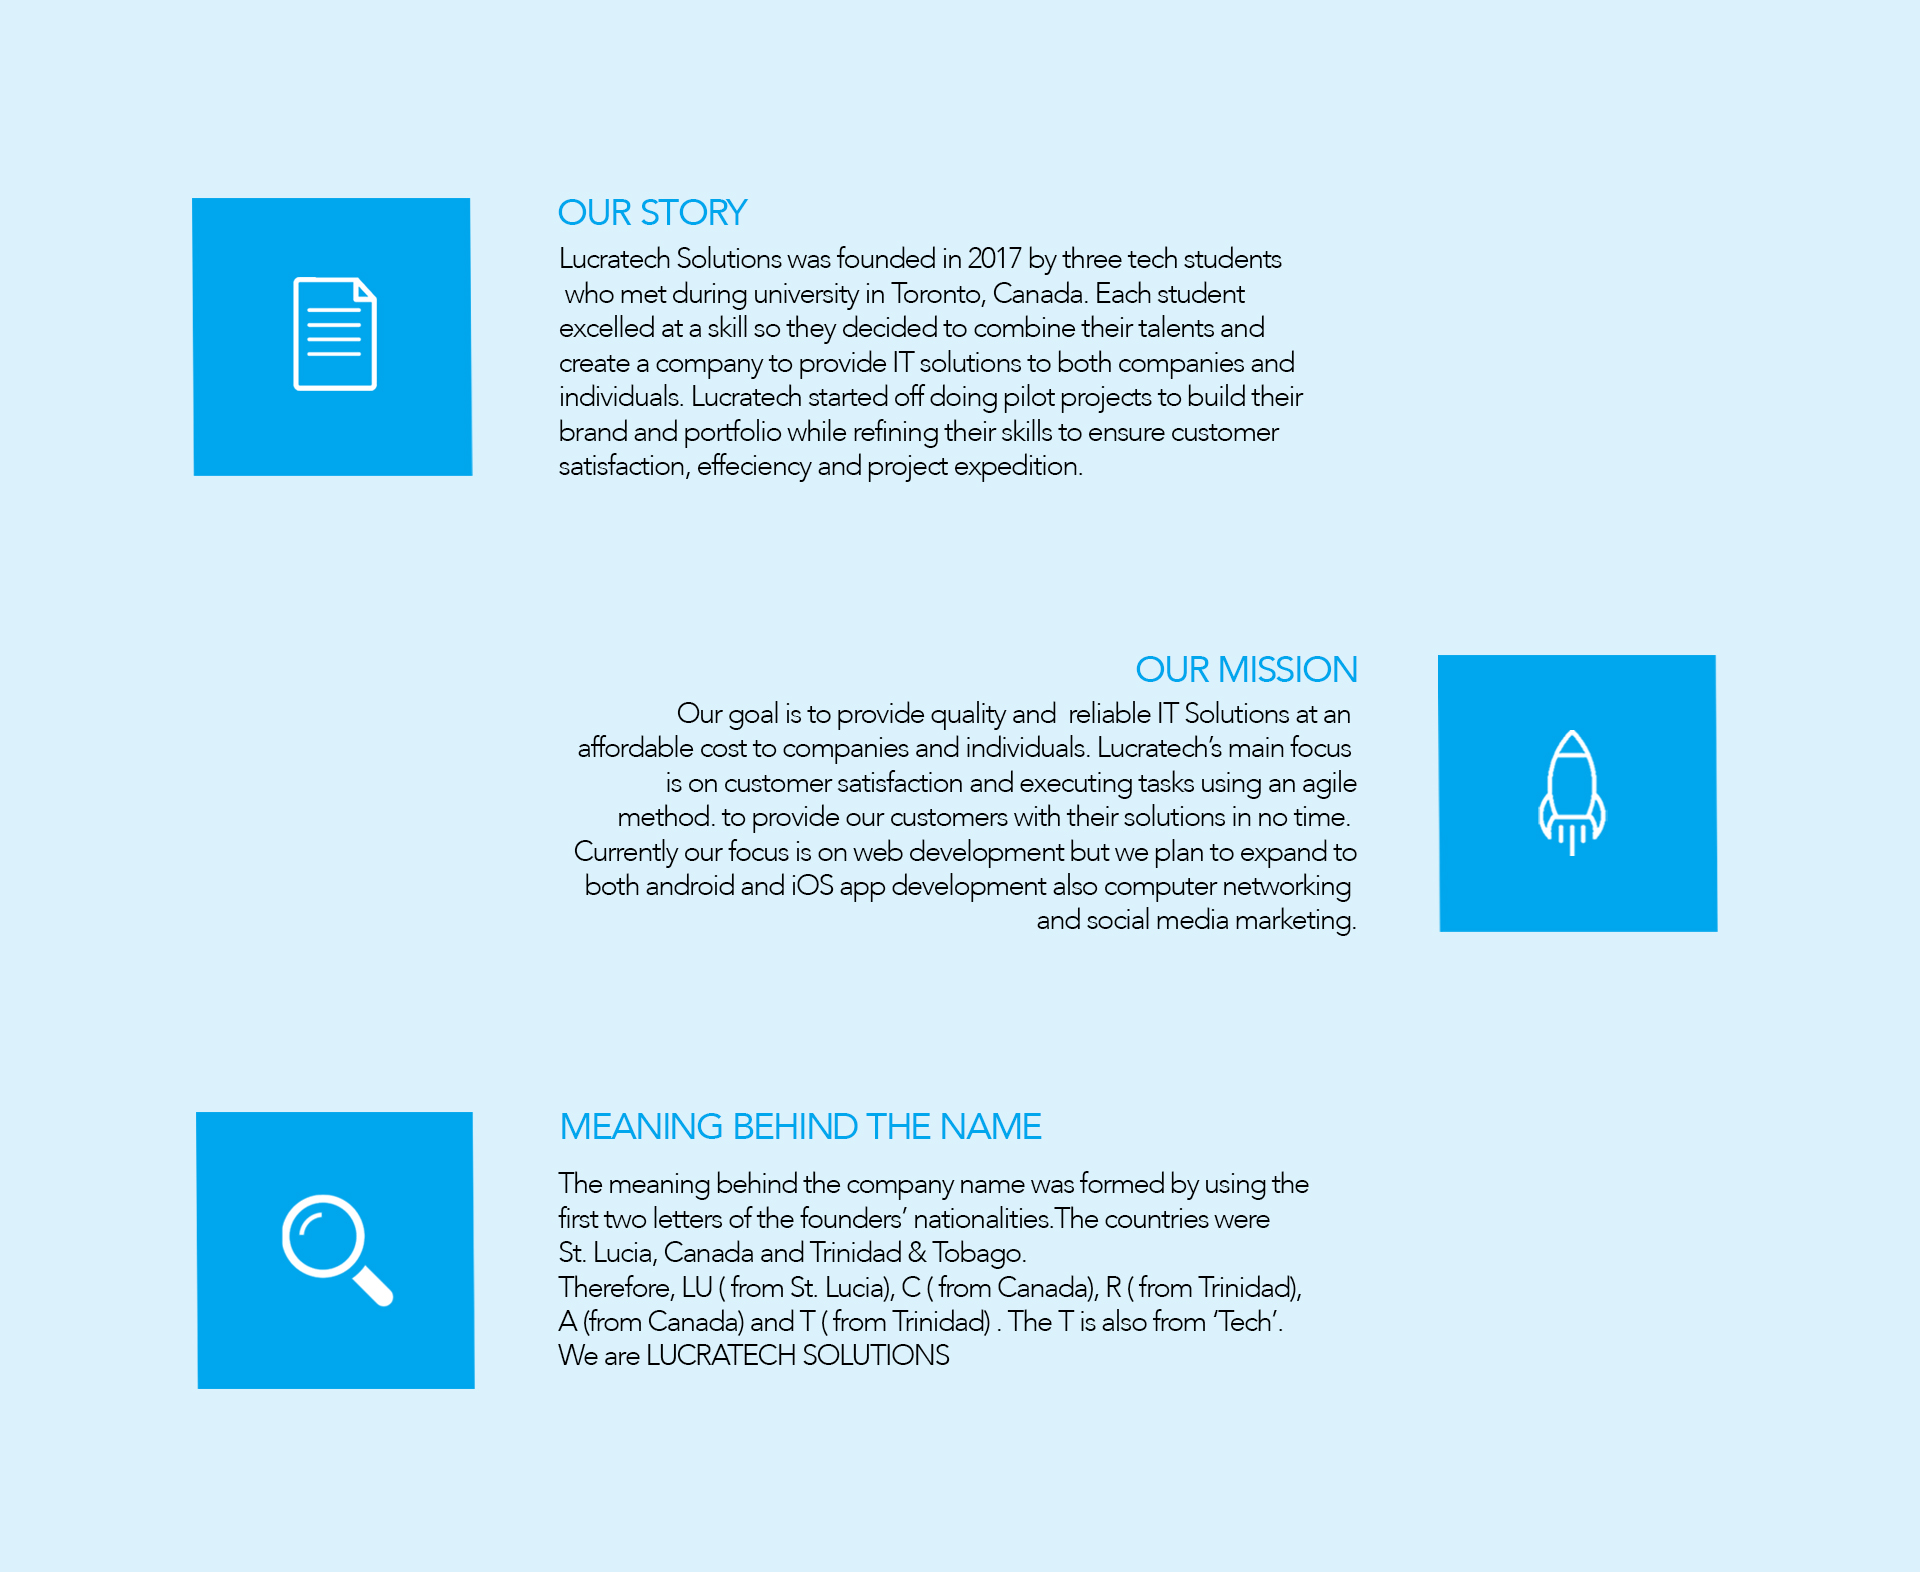 OUR STORY
Lucratech Solutions was founded in 2017 by three tech students
who met during university in Toronto, Canada. Each student
excelled at a skill so they decided to combine their talents and
create a company to provide IT solutions to both companies and
individuals. Lucratech started off doing pilot projects to build their
brand and portfolio while refining their skills to ensure customer
satisfaction, effeciency and project expedition.
OUR MISSION
Our goal is to provide quality and  reliable IT Solutions at an
affordable cost to companies and individuals. Lucratech’s main focus
is on customer satisfaction and executing tasks using an agile
method. to provide our customers with their solutions in no time.
Currently our focus is on web development but we plan to expand to
both android and iOS app development also computer networking
and social media marketing.
MEANING BEHIND THE NAME
The meaning behind the company name was formed by using the
first two letters of the founders’ nationalities.The countries were
St. Lucia, Canada and Trinidad & Tobago.
Therefore, LU ( from St. Lucia), C ( from Canada), R ( from Trinidad),
A (from Canada) and T ( from Trinidad) . The T is also from ‘Tech’.
We are LUCRATECH SOLUTIONS